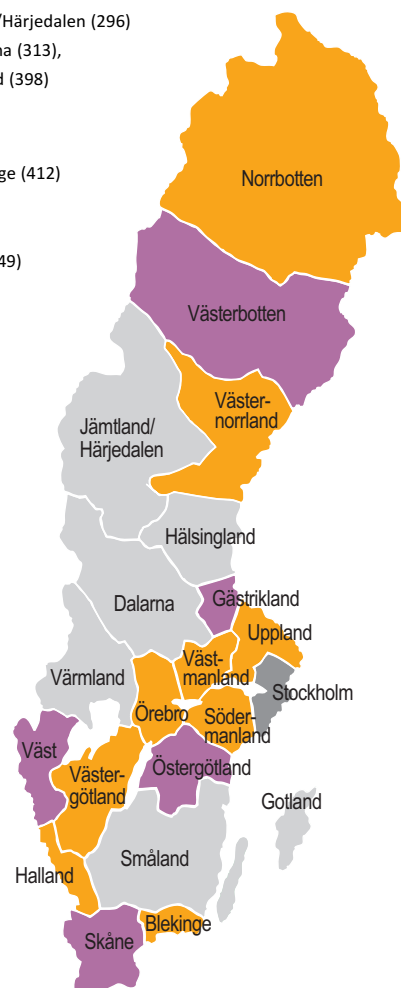 /Härjedalen (296)
na (313),
d (398)
ge (412)
49)
Norrbotten
Västerbotten
Väster-
norrland
Jämtland/
Härjedalen
Hälsingland
Dalarna
Gästrikland
Uppland
Väst-
manland
Värmland
Stockholm
Örebro
Söder-
manland
Väst
Östergötland
Väster-
götland
Gotland
Småland
Halland
Blekinge
Skåne